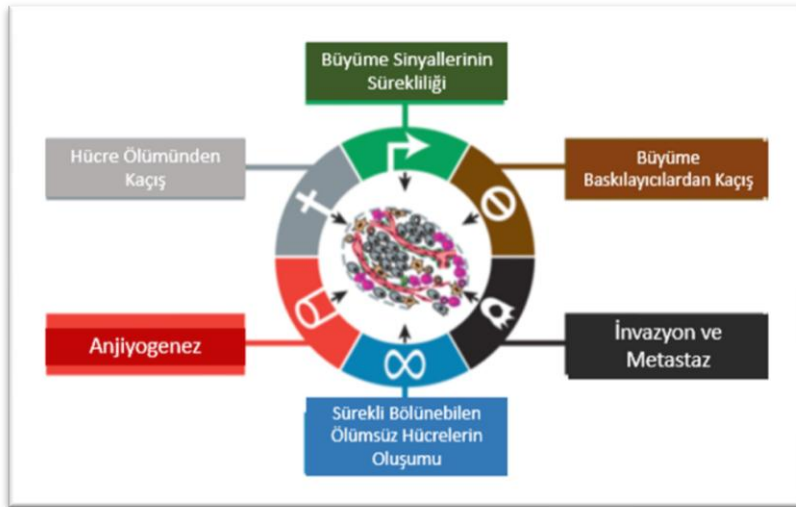 Büyüme Sinyallerinin
Sürekliliği
Hücre Ölümünden
Kaçış
Büyüme
Baskılayıcılardan Kaçış
Anjiyogenez
İnvazyon ve
Metastaz
Sürekli Bölünebilen
Ölümsüz Hücrelerin
Oluşumu